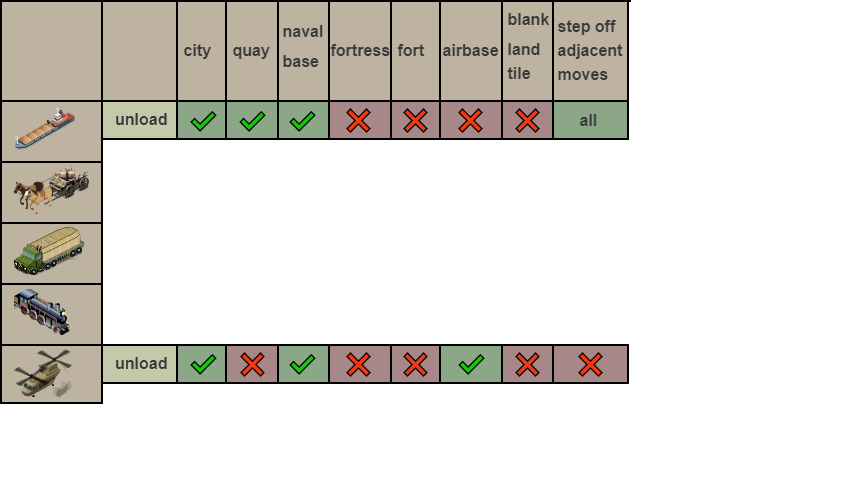 city
quay
naval
base
fortress
fort
airbase
blank
land
tile
step off
adjacent
moves
unload
all
unload